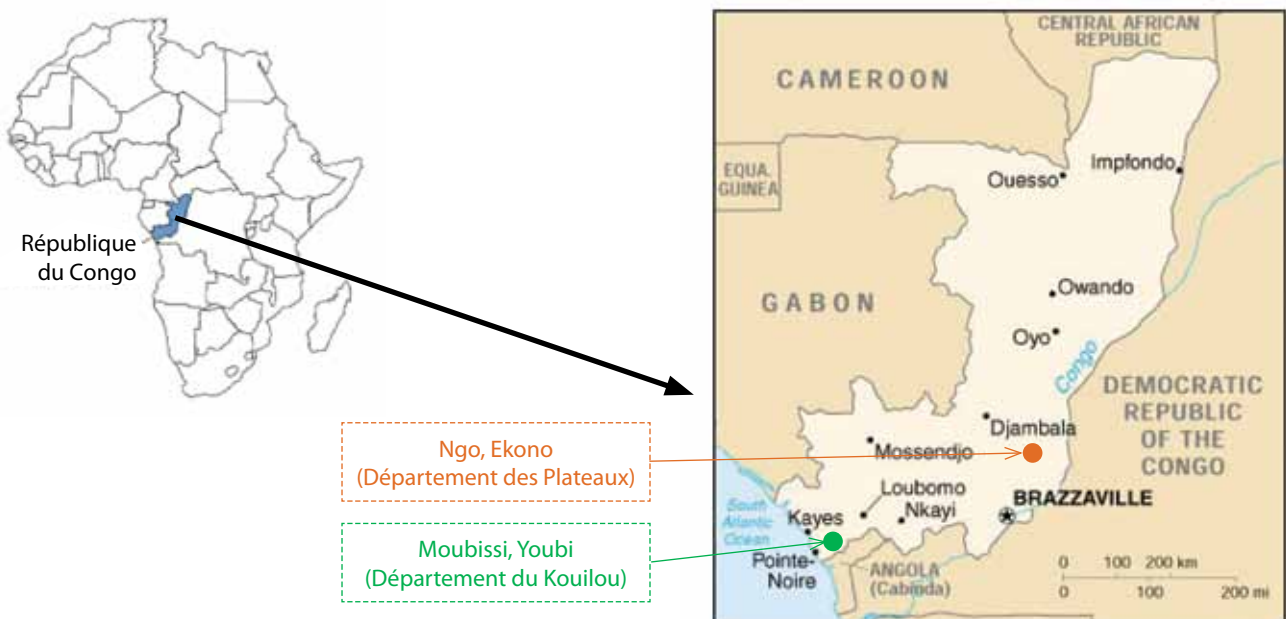 République
du Congo
Ngo, Ekono
(Département des Plateaux)
Moubissi, Youbi
(Département du Kouilou)
CENTRAL AFRICAN
REPUBLIC
CAMEROON
EQUA.
GUINEA
Ouesso
Impfondo
GABON
Owando
Oyo
Congo
DEMOCRATIC
REPUBLIC
OF THE
CONGO
Djambala
Mossendjo
Loubomo
Nkayi
BRAZZAVILLE
South
Atlantic
Ocean
Kayes
Pointe-
Noire
ANGOLA
(Cabinda)
0 100 200 km
0 100 200 mi